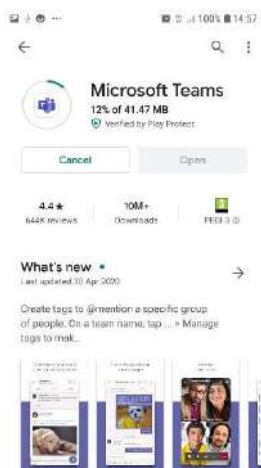 100% 14:57
Microsoft Teams
12% of 41.47 MB
Verified by Play Protect
Cancel
Open
4.4★
10M+
644K reviews
Downloads
PEGI 3
What's new
Last updated 30 Apr 2020
Create tags to @mention a specific group
of people. On a team name, tap ... > Manage
tags to mak...